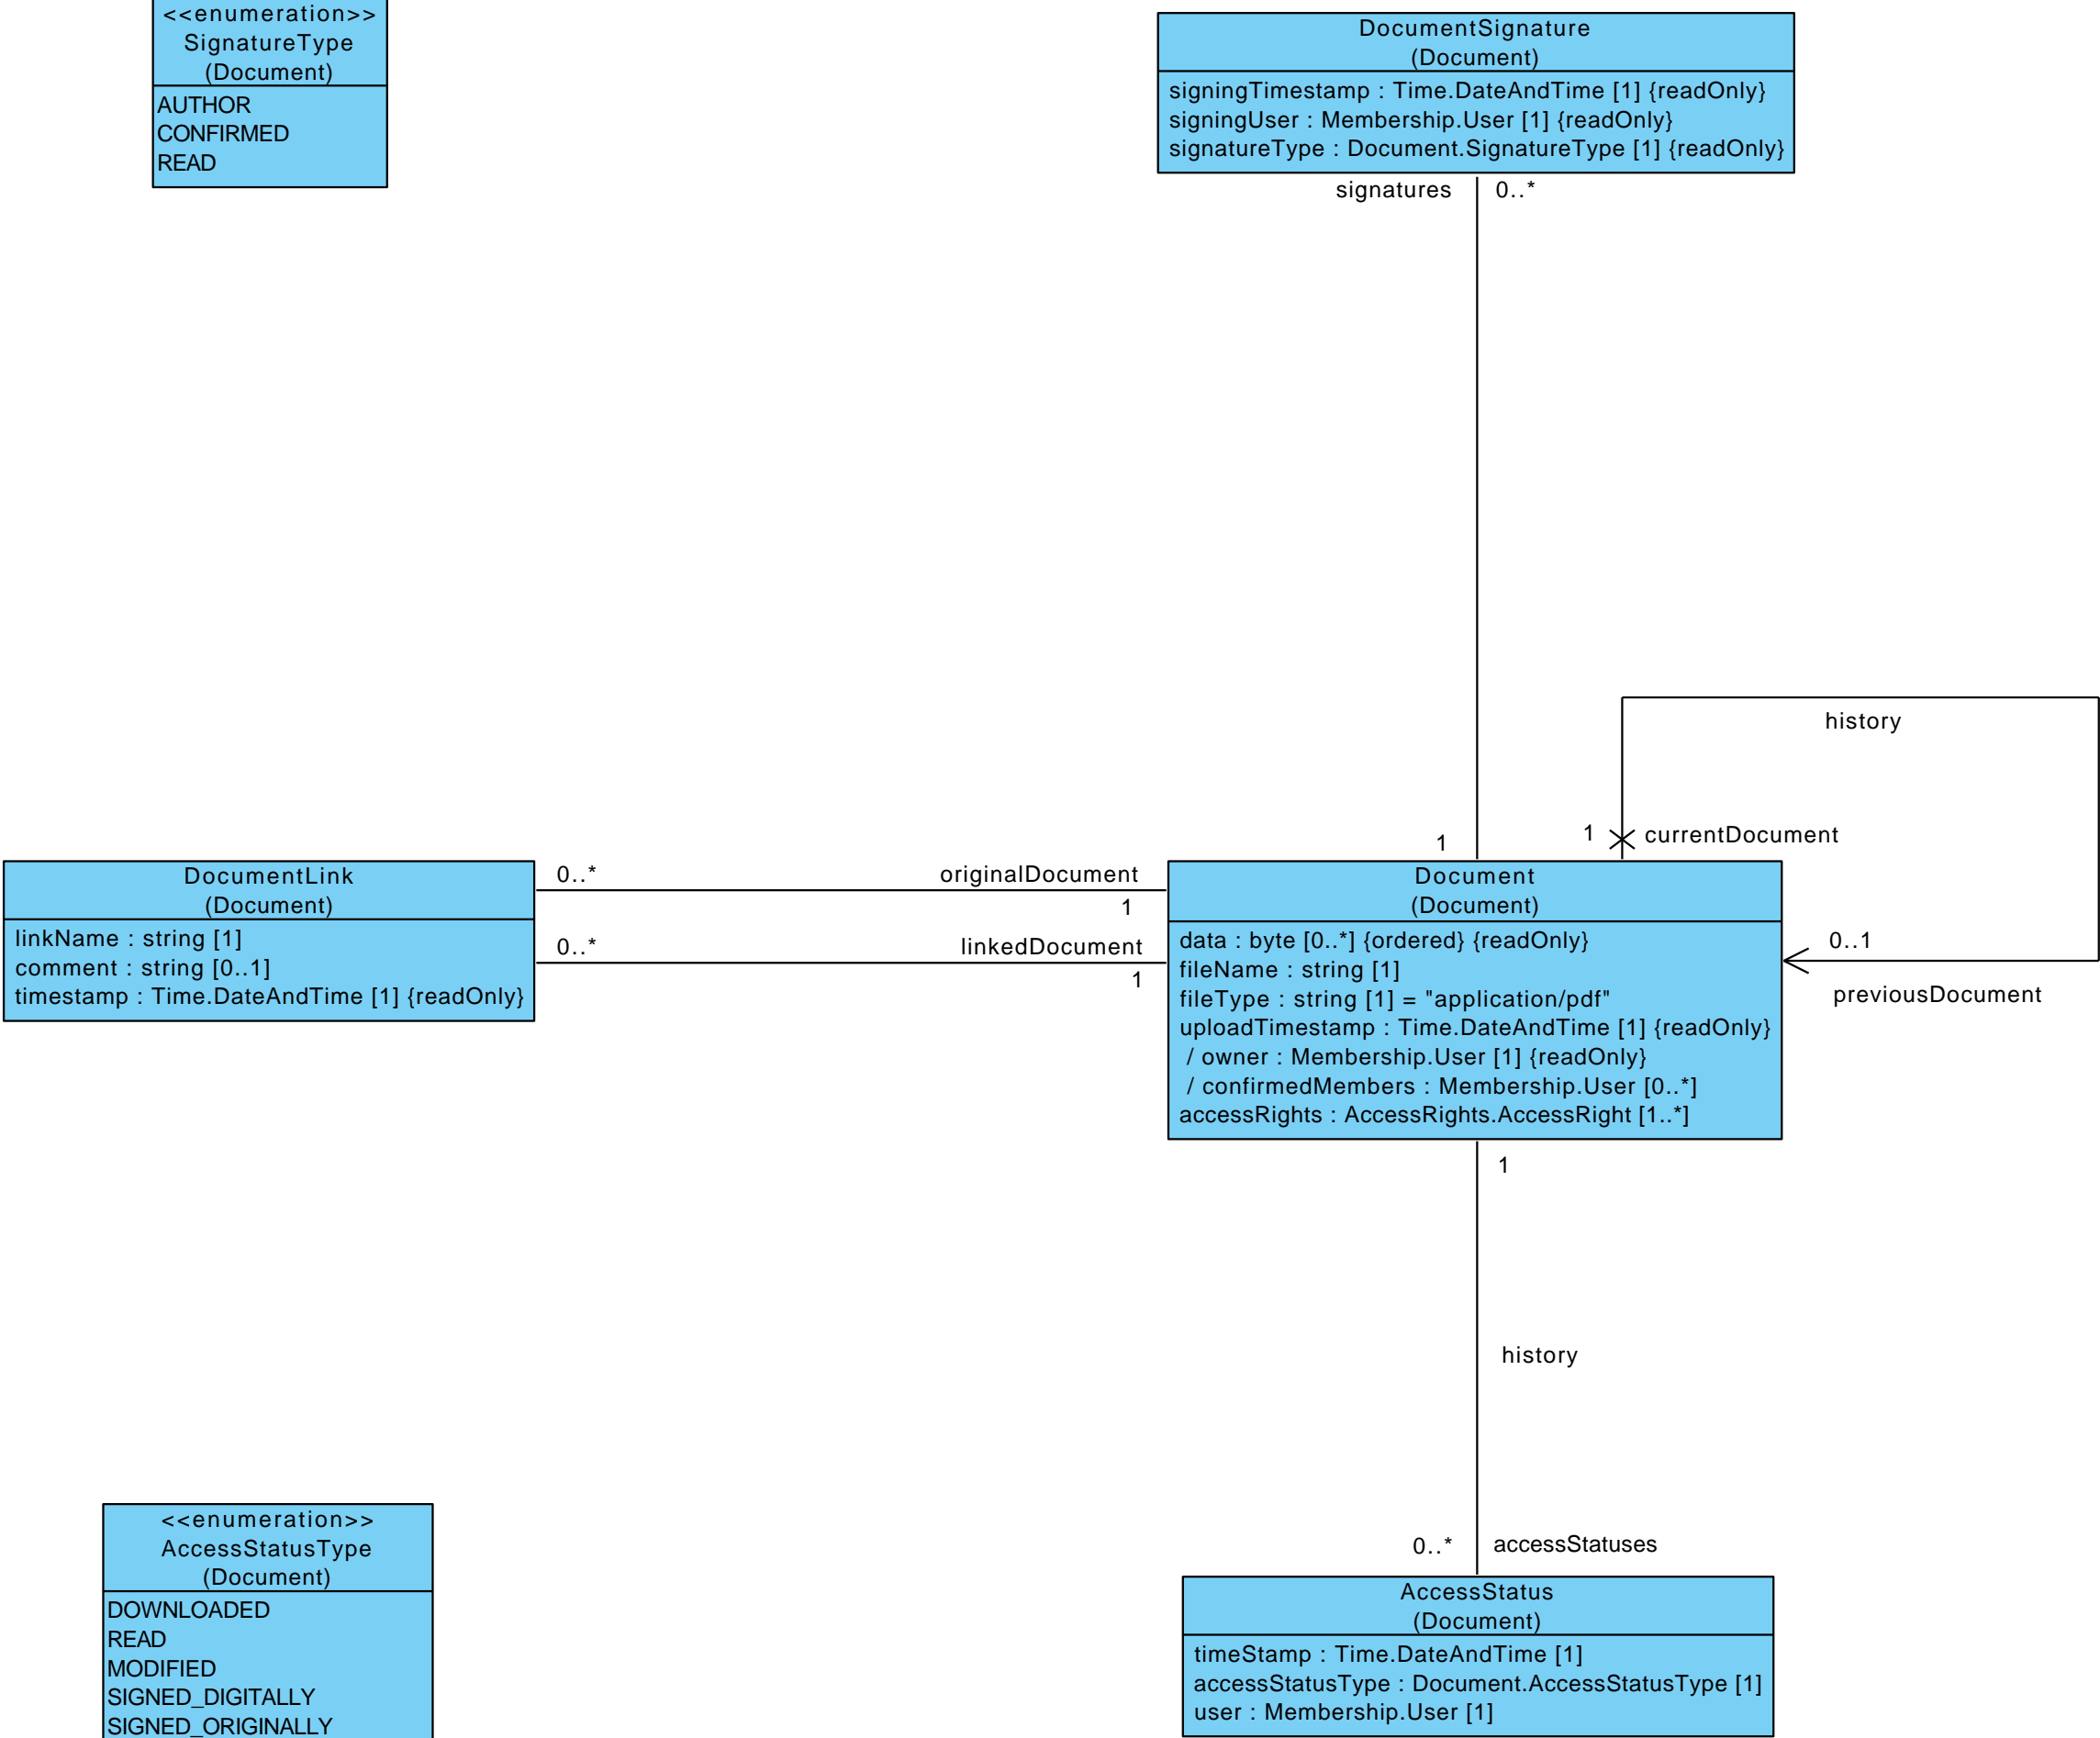 <<enumeration>>
SignatureType
(Document)
AUTHOR
CONFIRMED
READ
DocumentSignature
(Document)
signingTimestamp : Time.DateAndTime [1] {readOnly}
signingUser : Membership.User [1] {readOnly}
signatureType : Document.SignatureType [1] {readOnly}
signatures
0..*
history
1
1
currentDocument
DocumentLink
(Document)
linkName : string [1]
comment : string [0..1]
timestamp : Time.DateAndTime [1] {readOnly}
0..*
originalDocument
1
0..*
linkedDocument
1
Document
(Document)
data : byte [0..*] {ordered} {readOnly}
fileName : string [1]
fileType : string [1] = "application/pdf"
uploadTimestamp : Time.DateAndTime [1] {readOnly}
/ owner : Membership.User [1] {readOnly}
/ confirmedMembers : Membership.User [0..*]
accessRights : AccessRights.AccessRight [1..*]
0..1
previousDocument
1
history
0..*
accessStatuses
<<enumeration>>
AccessStatusType
(Document)
DOWNLOADED
READ
MODIFIED
SIGNED_DIGITALLY
SIGNED_ORIGINALLY
AccessStatus
(Document)
timeStamp : Time.DateAndTime [1]
accessStatusType : Document.AccessStatusType [1]
user : Membership.User [1]